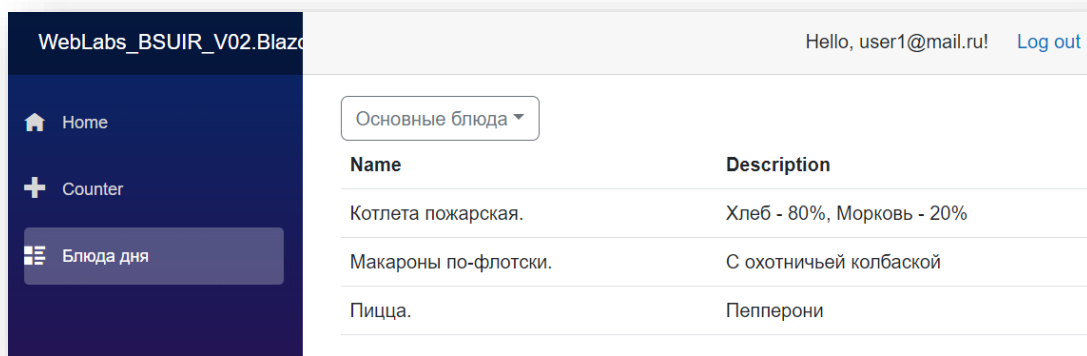 WebLabs_BSUIR_V02.Blazo
Hello, user1@mail.ru! Log out
Home
Counter
Блюда дня
Основные блюда
Name Description
Котлета пожарская. Хлеб - 80%, Морковь - 20%
Макароны по-флотски. С охотничьей колбаской
Пицца. Пепперони